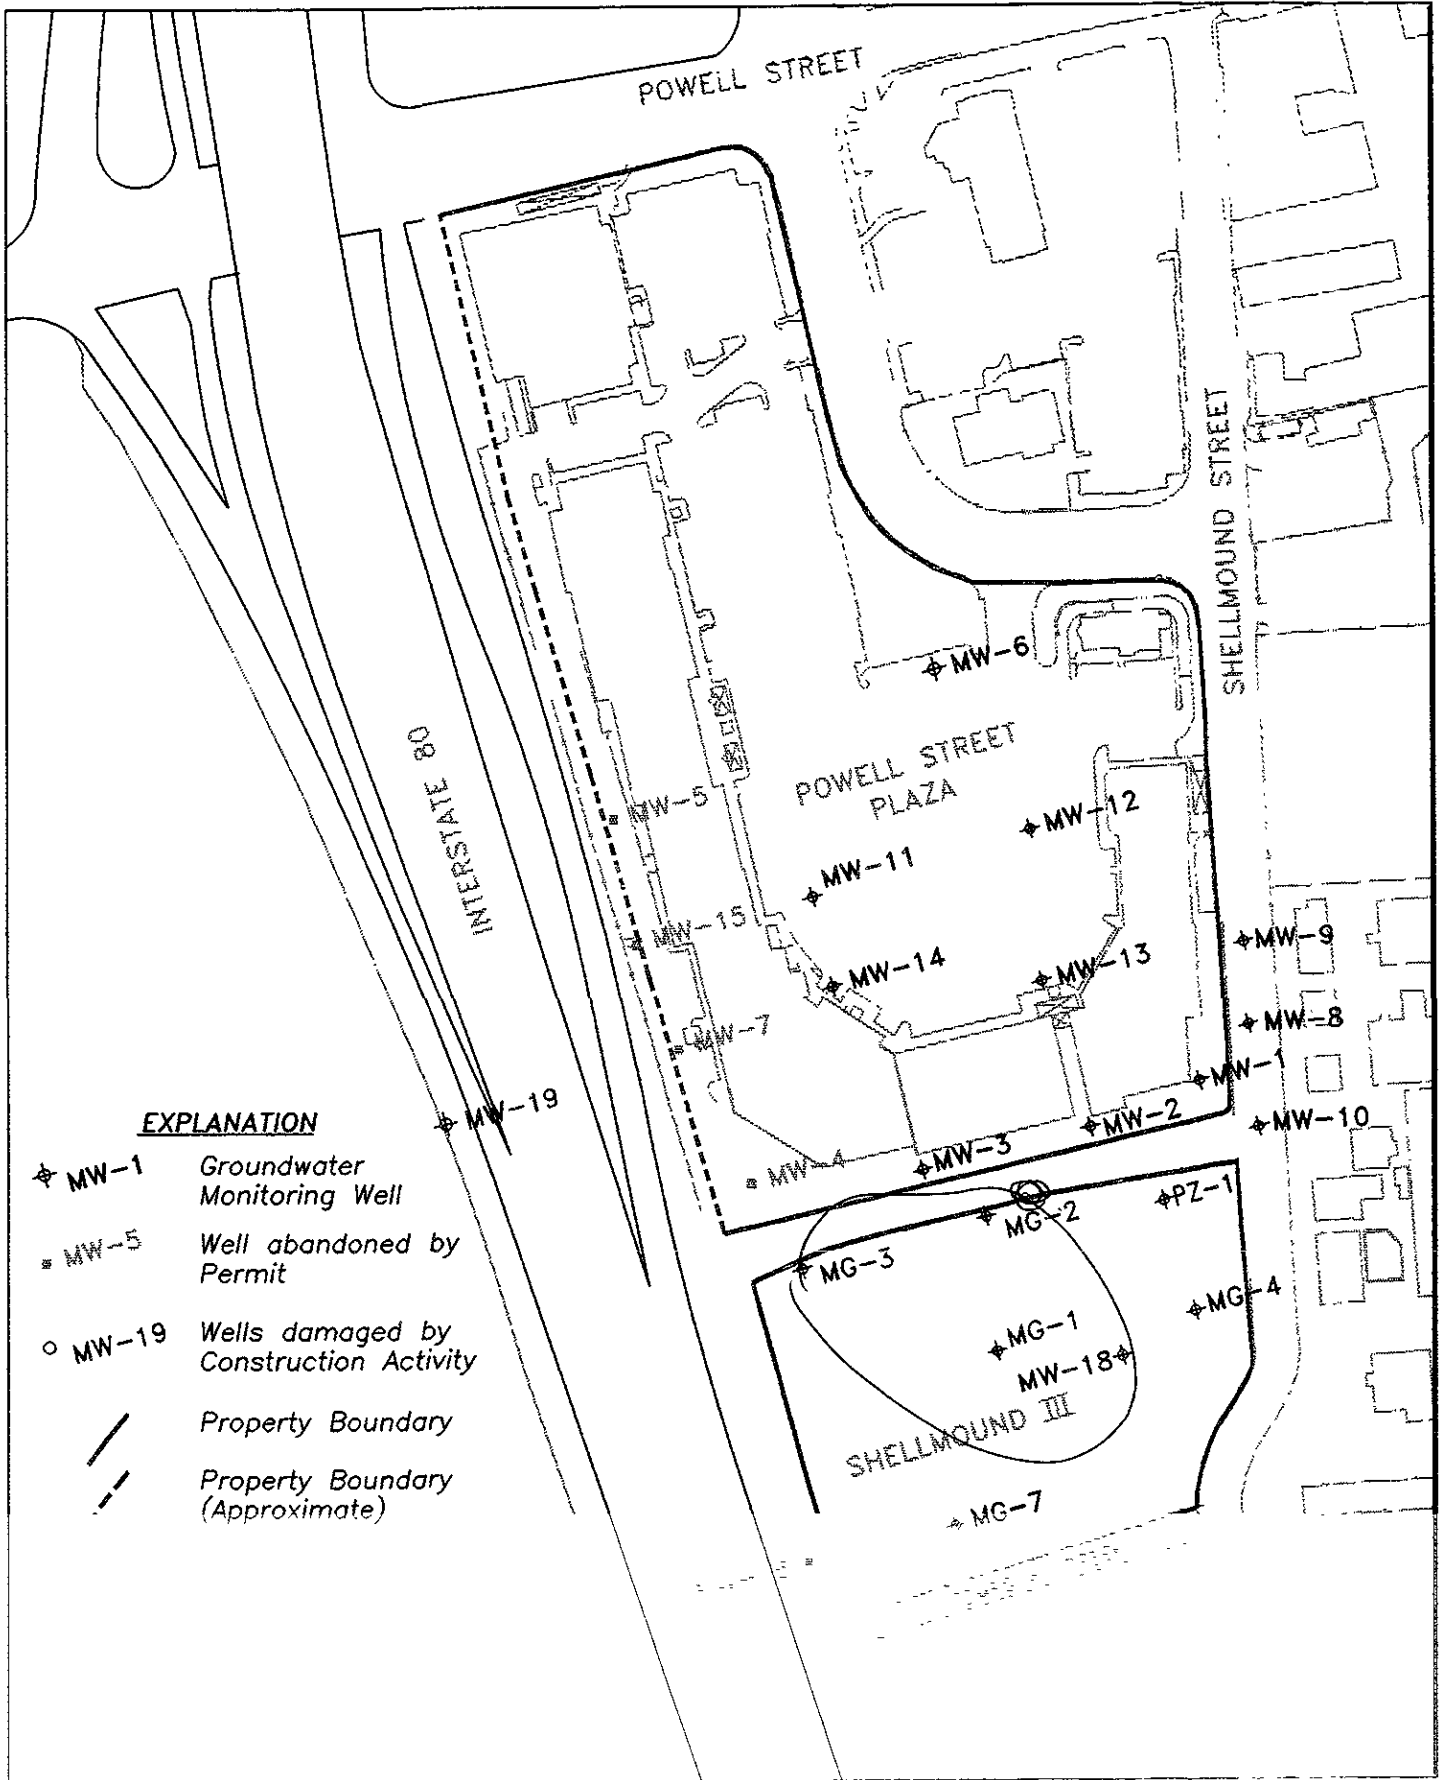 POWELL STREET
SHELLMOUND STREET
MW-6
POWELL STREET
PLAZA
INTERSTATE 80
MW-5
MW-12
MW-11
MW-15
MW-9
MW-14
MW-13
MW-7
MW-8
MW-1
MW-19
MW-2
MW-10
MW-3
MW-4
PZ-1
MG-2
MG-3
MG-4
MG-1
MW-18
SHELLMOUND III
MG-7
EXPLANATION
MW-1 Groundwater
Monitoring Well
MW-5 Well abandoned by
Permit
MW-19 Wells damaged by
Construction Activity
Property Boundary
Property Boundary
(Approximate)